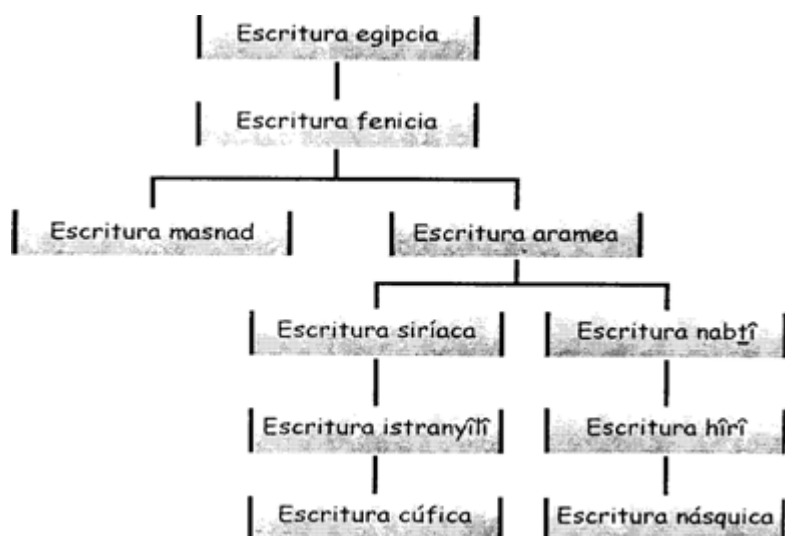 Escritura egipcia
Escritura fenicia
Escritura masnad
Escritura aramea
Escritura siríaca
Escritura nabṯî
Escritura istranyîlî
Escritura hîrî
Escritura cúfica
Escritura násquica